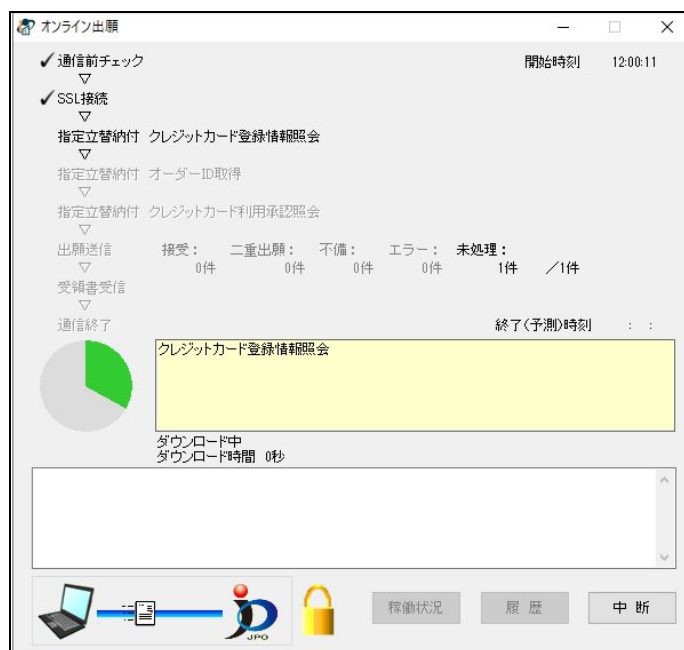 オンライン出願
✓通信前チェック 開始時刻 12:00:11
▽
✓SSL接続
▽
指定立替納付 クレジットカード登録情報照会
▽
指定立替納付 オーダーID取得
▽
指定立替納付 クレジットカード利用承認照会
▽
出願送信 接受： 二重出願： 不備： エラー： 未処理：
▽ 0件 0件 0件 0件 1件 ／1件
受領書受信
▽
通信終了 終了(予測)時刻 : :
クレジットカード登録情報照会
ダウンロード中
ダウンロード時間 0秒
JPO
稼働状況 履 歴 中 断